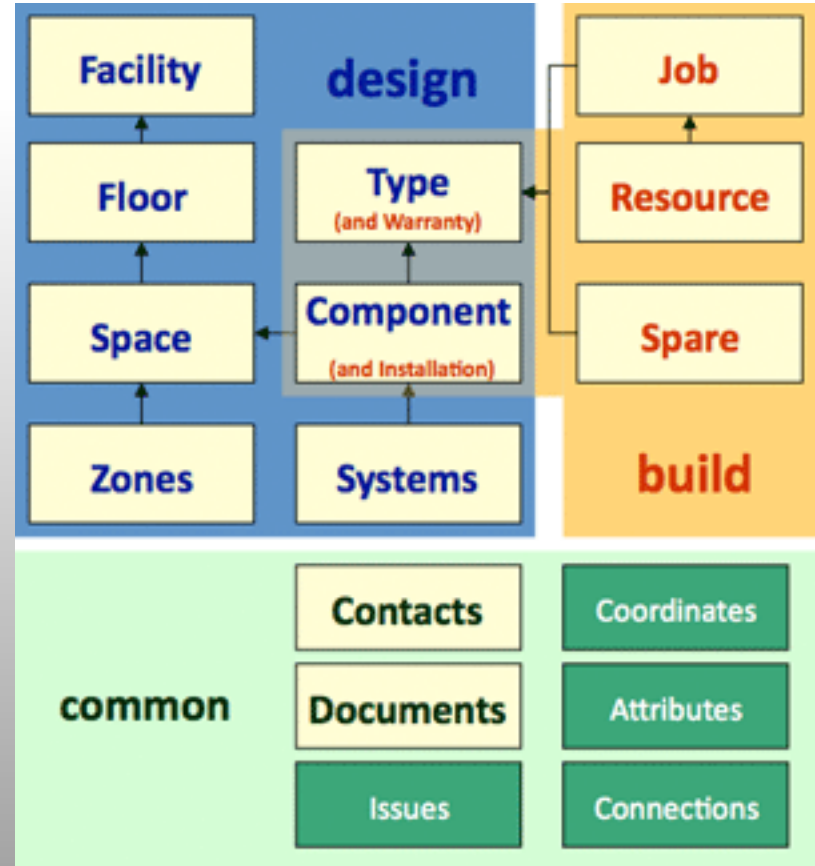 Facility
design
Job
Floor
Type
(and Warranty)
Resource
Space
Component
(and Installation)
Spare
Zones
Systems
build
common
Contacts
Coordinates
Documents
Attributes
Issues
Connections